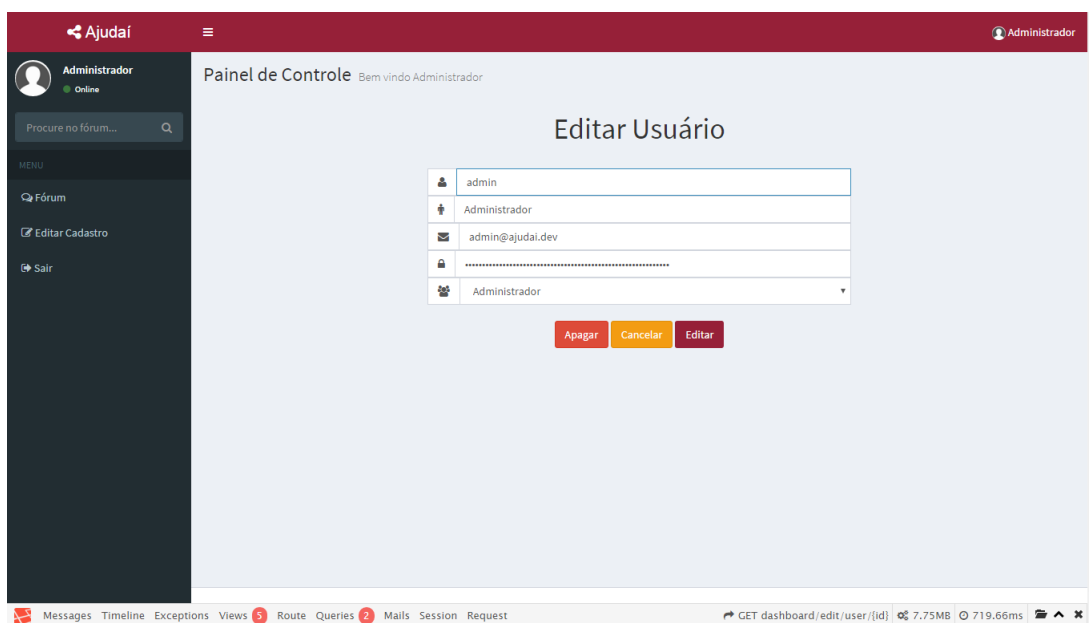 Ajudaí
Administrador
Administrador
Online
Procure no fórum...
MENU
Fórum
Editar Cadastro
Sair
Painel de Controle Bem vindo Administrador
Editar Usuário
admin
Administrador
admin@ajudai.dev
Administrador
Apagar Cancelar Editar
Messages Timeline Exceptions Views 5 Route Queries 2 Mails Session Request GET dashboard/edit/user/{id} 7.75MB 719.66ms